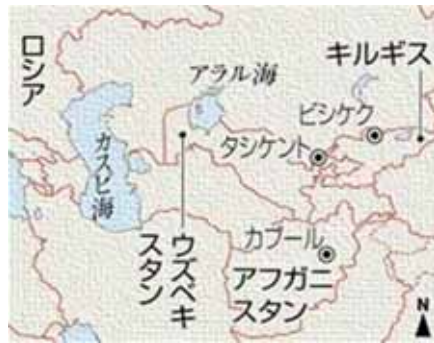 ロシア
カスピ海
アラル海
キルギス
ビシケク
タシケント
ウズベキ
スタン
カブール
アフガニ
スタン
N